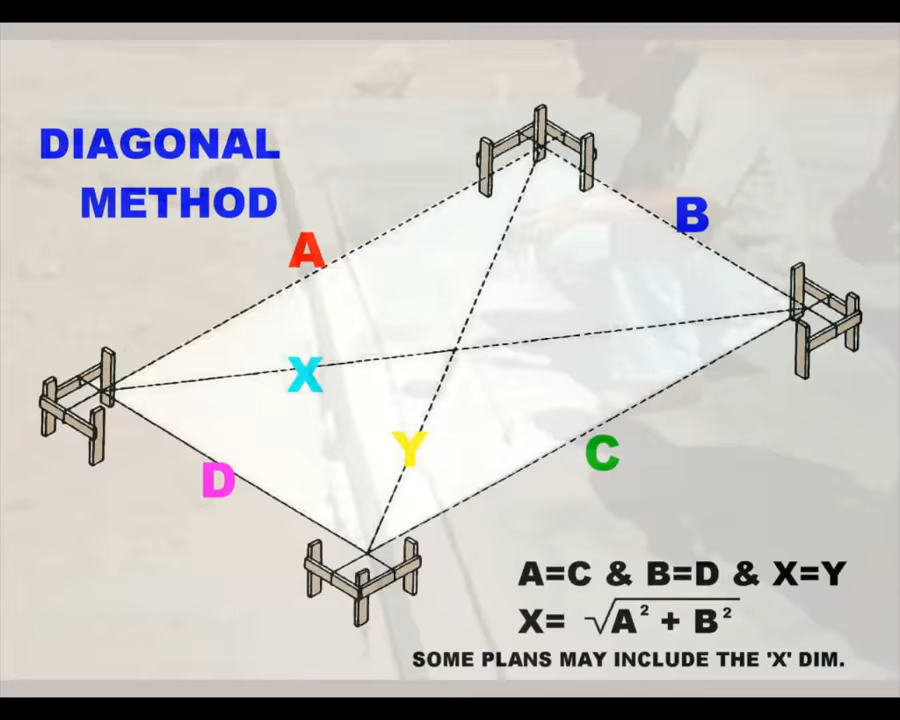 DIAGONAL
METHOD
A
B
X
Y
C
D
A=C & B=D & X=Y
X= √A² + B²
SOME PLANS MAY INCLUDE THE 'X' DIM.